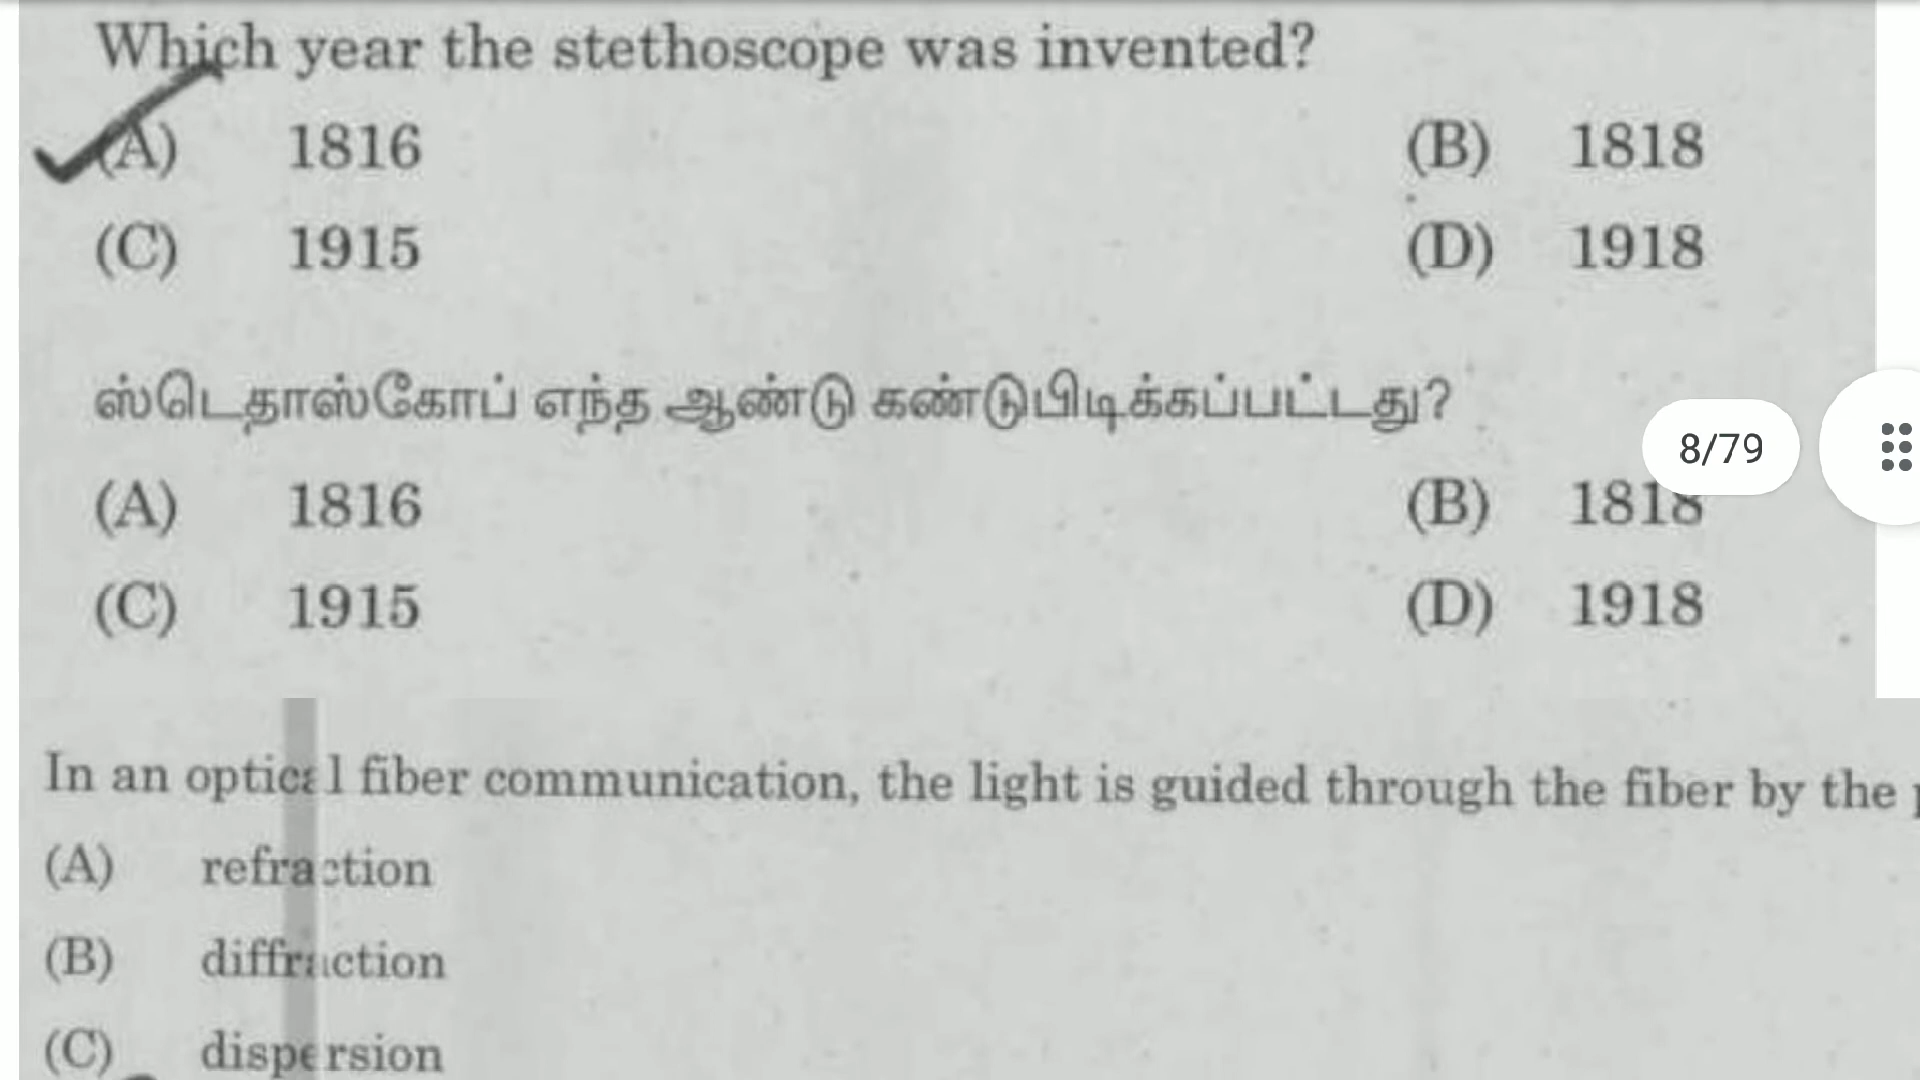 Which year the stethoscope was invented?
(A) 1816 (B) 1818
(C) 1915 (D) 1918
ஸ்டெதாஸ்கோப் எந்த ஆண்டு கண்டுபிடிக்கப்பட்டது?
8/79
(A) 1816 (B) 1818
(C) 1915 (D) 1918
In an optical fiber communication, the light is guided through the fiber by the
(A) refraction
(B) diffraction
(C) dispersion